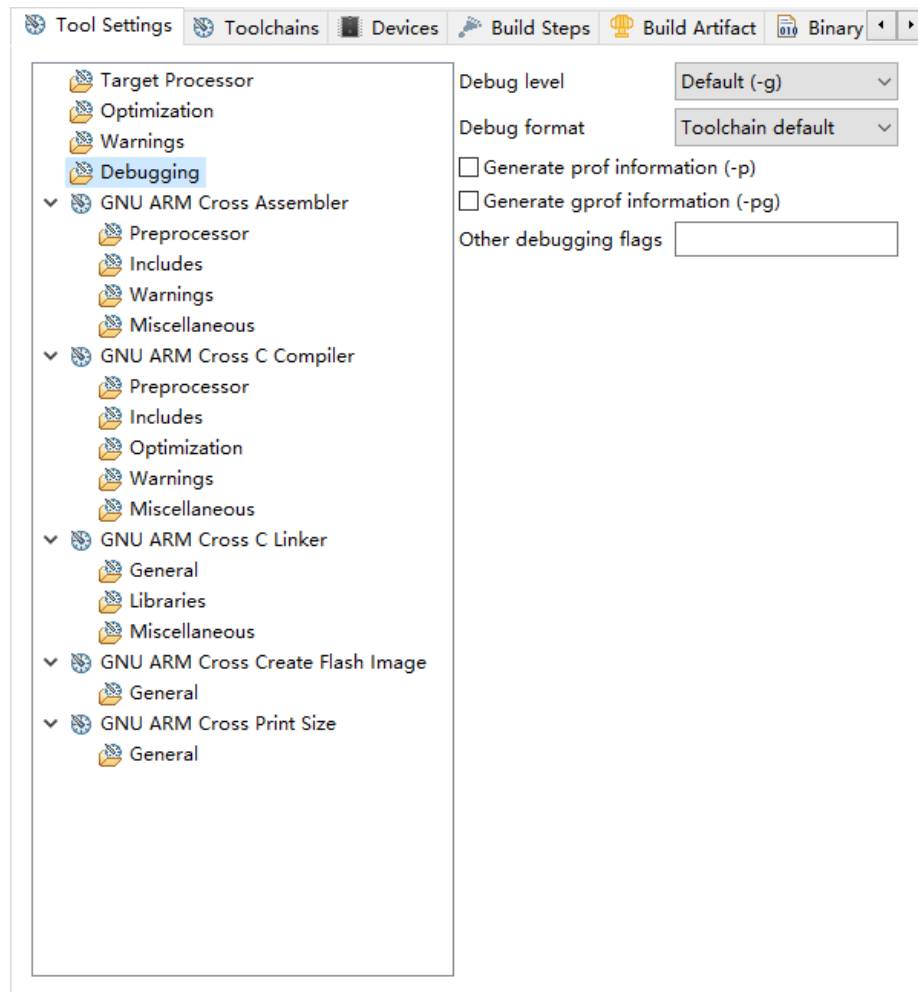 Tool Settings Toolchains Devices Build Steps Build Artifact Binary
Target Processor
Optimization
Warnings
Debugging
GNU ARM Cross Assembler
Preprocessor
Includes
Warnings
Miscellaneous
GNU ARM Cross C Compiler
Preprocessor
Includes
Optimization
Warnings
Miscellaneous
GNU ARM Cross C Linker
General
Libraries
Miscellaneous
GNU ARM Cross Create Flash Image
General
GNU ARM Cross Print Size
General
Debug level Default (-g)
Debug format Toolchain default
Generate prof information (-p)
Generate gprof information (-pg)
Other debugging flags